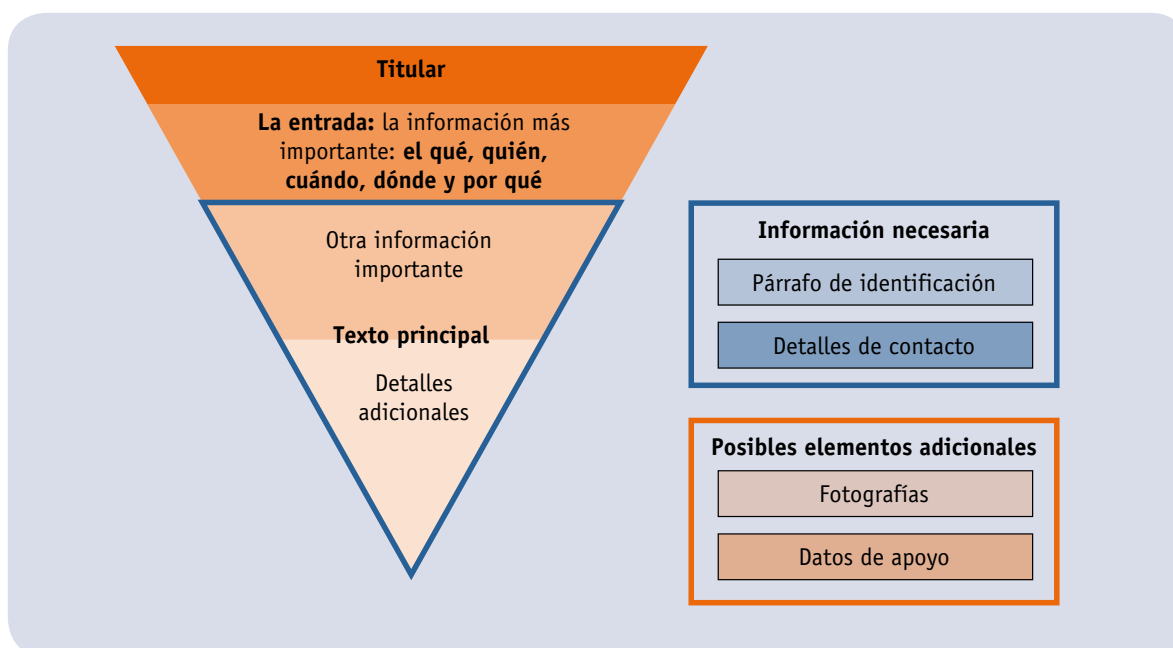 Titular
La entrada: la información más
importante: el qué, quién,
cuándo, dónde y por qué
Otra información
importante
Texto principal
Detalles
adicionales
Información necesaria
Párrafo de identificación
Detalles de contacto
Posibles elementos adicionales
Fotografías
Datos de apoyo